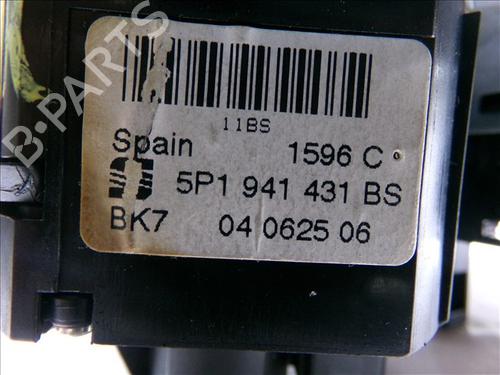 11BS
Spain 1596 C
5P1 941 431 BS
BK7 04 0625 06
B-PARTS